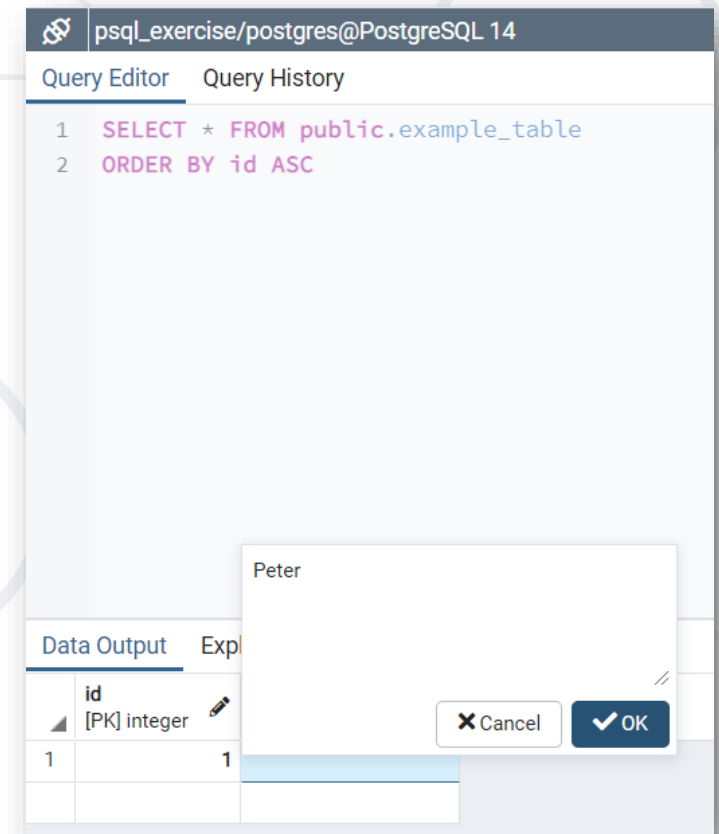 psql_exercise/postgres@PostgreSQL 14
Query Editor Query History
1 SELECT * FROM public.example_table
2 ORDER BY id ASC
Peter
Data Output Expl
id
[PK] integer
Cancel OK
1 1